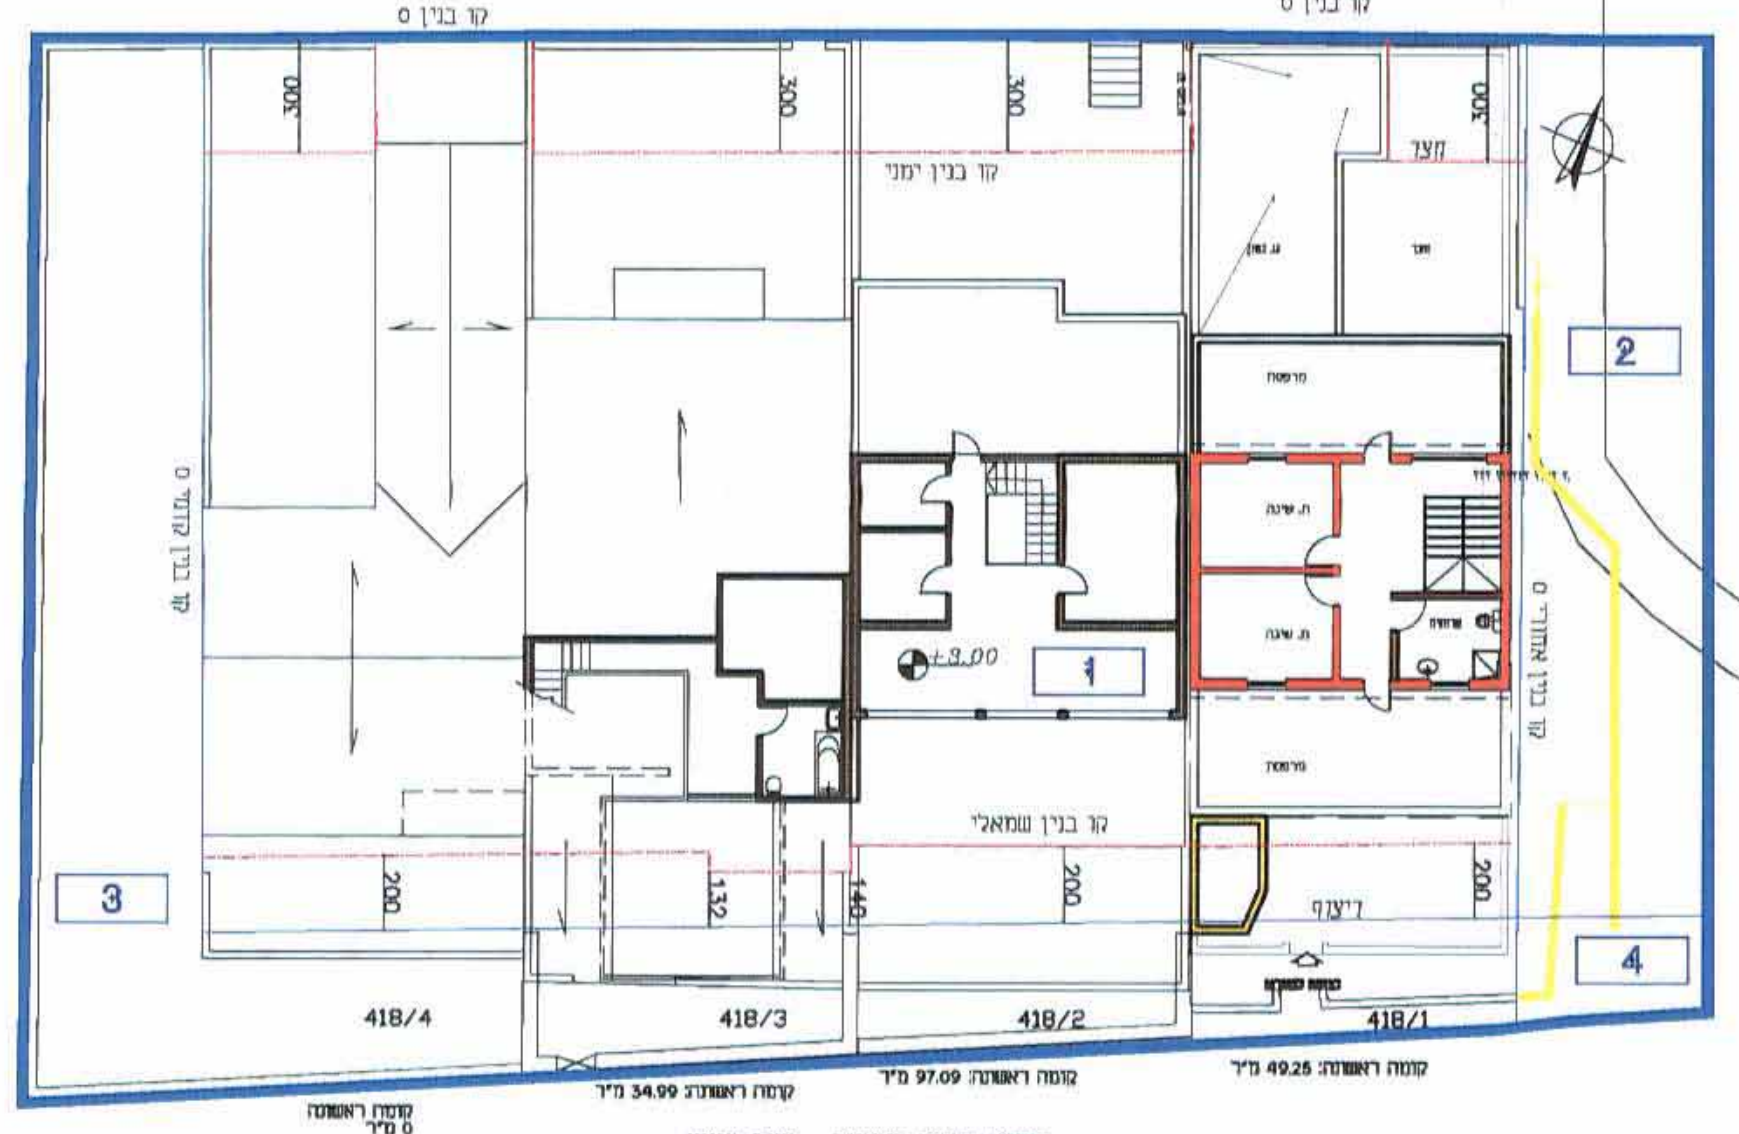 קו בנין 0
קו בנין 0
300
300
300
300
חצר
קו בנין ימני
2
מרפסת
ח. שינה
ח. שינה
קו בנין קדמי 0
קו בנין אחורי 0
+3.00
1
מרפסת
קו בנין שמאלי
3
200
132
140
200
200
ריצוף
4
418/4
418/3
418/2
418/1
קומה ראשונה: 49.25 מ"ר
קומה ראשונה: 97.09 מ"ר
קומה ראשונה: 34.99 מ"ר
קומה ראשונה
0 מ"ר